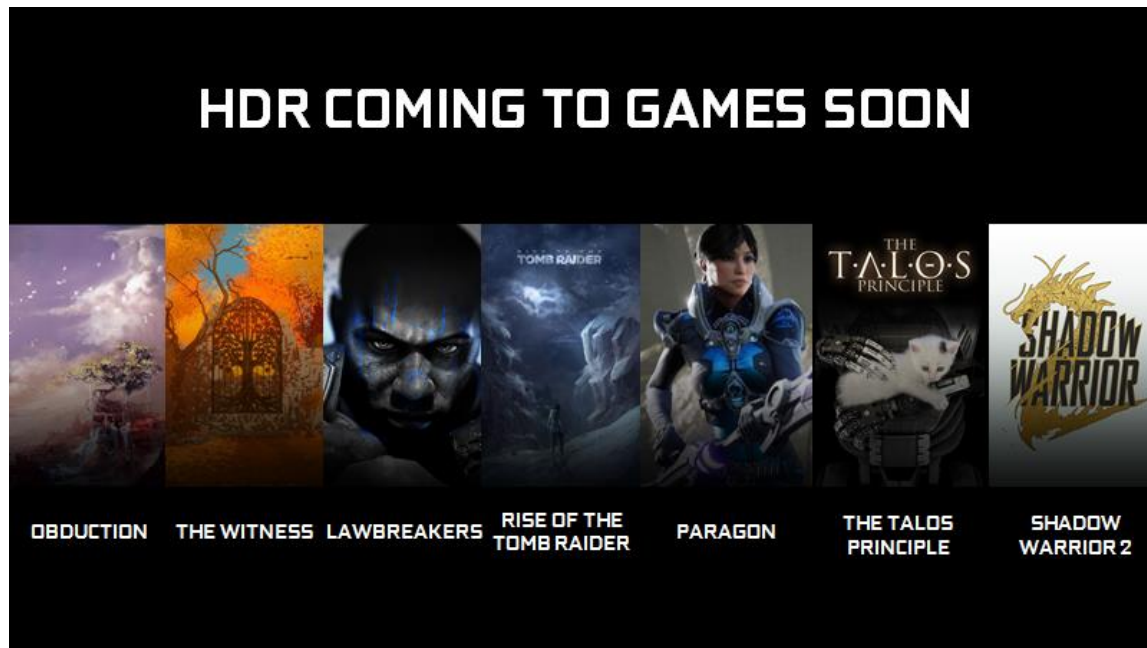 HDR COMING TO GAMES SOON
TOMB RAIDER
THE
T·A·L·O·S
PRINCIPLE
SHADOW
WARRIOR
OBDUCTION
THE WITNESS
LAWBREAKERS
RISE OF THE
TOMB RAIDER
PARAGON
THE TALOS
PRINCIPLE
SHADOW
WARRIOR 2